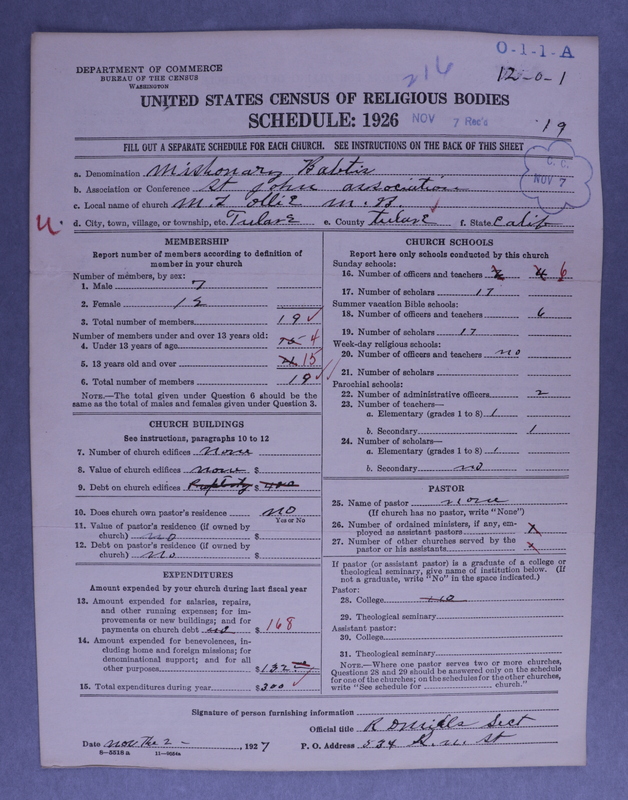 O-1-1-A
216
12-0-1
DEPARTMENT OF COMMERCE
BUREAU OF THE CENSUS
WASHINGTON
UNITED STATES CENSUS OF RELIGIOUS BODIES
SCHEDULE: 1926
NOV 7 Rec'd
19
FILL OUT A SEPARATE SCHEDULE FOR EACH CHURCH. SEE INSTRUCTIONS ON THE BACK OF THIS SHEET
C. C.
NOV 7
a. Denomination Missionary Babtis
b. Association or Conference St John association
c. Local name of church M.T. ollie M.B.
U.
d. City, town, village, or township, etc. Tulare e. County tulare f. State Calif
MEMBERSHIP
Report number of members according to definition of
member in your church
Number of members, by sex:
1. Male 7
2. Female 12
3. Total number of members 19
Number of members under and over 13 years old:
4. Under 13 years of age 4
5. 13 years old and over 15
6. Total number of members 19
NOTE.—The total given under Question 6 should be the
same as the total of males and females given under Question 3.
CHURCH BUILDINGS
See instructions, paragraphs 10 to 12
7. Number of church edifices none
8. Value of church edifices none $
9. Debt on church edifices Propberty $
10. Does church own pastor's residence no
Yes or No
11. Value of pastor's residence (if owned by
church) no $
12. Debt on pastor's residence (if owned by
church) no $
EXPENDITURES
Amount expended by your church during last fiscal year
13. Amount expended for salaries, repairs,
and other running expenses; for im-
provements or new buildings; and for
payments on church debt $ 168
14. Amount expended for benevolences, in-
cluding home and foreign missions; for
denominational support; and for all
other purposes $ 132
15. Total expenditures during year $ 300
CHURCH SCHOOLS
Report here only schools conducted by this church
Sunday schools:
16. Number of officers and teachers 4 6
17. Number of scholars 17
Summer vacation Bible schools:
18. Number of officers and teachers 6
19. Number of scholars 17
Week-day religious schools:
20. Number of officers and teachers no
21. Number of scholars
Parochial schools:
22. Number of administrative officers 2
23. Number of teachers—
a. Elementary (grades 1 to 8) 1
b. Secondary 1
24. Number of scholars—
a. Elementary (grades 1 to 8) 1
b. Secondary no
PASTOR
25. Name of pastor none
(If church has no pastor, write "None")
26. Number of ordained ministers, if any, em-
ployed as assistant pastors x
27. Number of other churches served by the
pastor or his assistants x
If pastor (or assistant pastor) is a graduate of a college or
theological seminary, give name of institution below. (If
not a graduate, write "No" in the space indicated.)
Pastor:
28. College no
29. Theological seminary
Assistant pastor:
30. College
31. Theological seminary
NOTE.—Where one pastor serves two or more churches,
Questions 28 and 29 should be answered only on the schedule
for one of the churches; on the schedules for the other churches,
write "See schedule for church."
Signature of person furnishing information
Official title Sect
Date nov the 2 - , 1927 P. O. Address 534 St
8—5518a 11—9554a